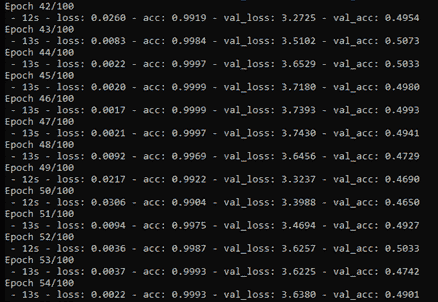 Epoch 42/100
- 12s - loss: 0.0260 - acc: 0.9919 - val_loss: 3.2725 - val_acc: 0.4954
Epoch 43/100
- 13s - loss: 0.0083 - acc: 0.9984 - val_loss: 3.5102 - val_acc: 0.5073
Epoch 44/100
- 13s - loss: 0.0022 - acc: 0.9997 - val_loss: 3.6529 - val_acc: 0.5033
Epoch 45/100
- 13s - loss: 0.0020 - acc: 0.9999 - val_loss: 3.7180 - val_acc: 0.4980
Epoch 46/100
- 13s - loss: 0.0017 - acc: 0.9999 - val_loss: 3.7393 - val_acc: 0.4993
Epoch 47/100
- 13s - loss: 0.0021 - acc: 0.9997 - val_loss: 3.7430 - val_acc: 0.4941
Epoch 48/100
- 13s - loss: 0.0092 - acc: 0.9969 - val_loss: 3.6456 - val_acc: 0.4729
Epoch 49/100
- 13s - loss: 0.0217 - acc: 0.9922 - val_loss: 3.3237 - val_acc: 0.4690
Epoch 50/100
- 12s - loss: 0.0306 - acc: 0.9904 - val_loss: 3.3988 - val_acc: 0.4650
Epoch 51/100
- 13s - loss: 0.0094 - acc: 0.9975 - val_loss: 3.4694 - val_acc: 0.4927
Epoch 52/100
- 12s - loss: 0.0036 - acc: 0.9987 - val_loss: 3.6257 - val_acc: 0.5033
Epoch 53/100
- 13s - loss: 0.0037 - acc: 0.9993 - val_loss: 3.6225 - val_acc: 0.4742
Epoch 54/100
- 13s - loss: 0.0022 - acc: 0.9993 - val_loss: 3.6380 - val_acc: 0.4901